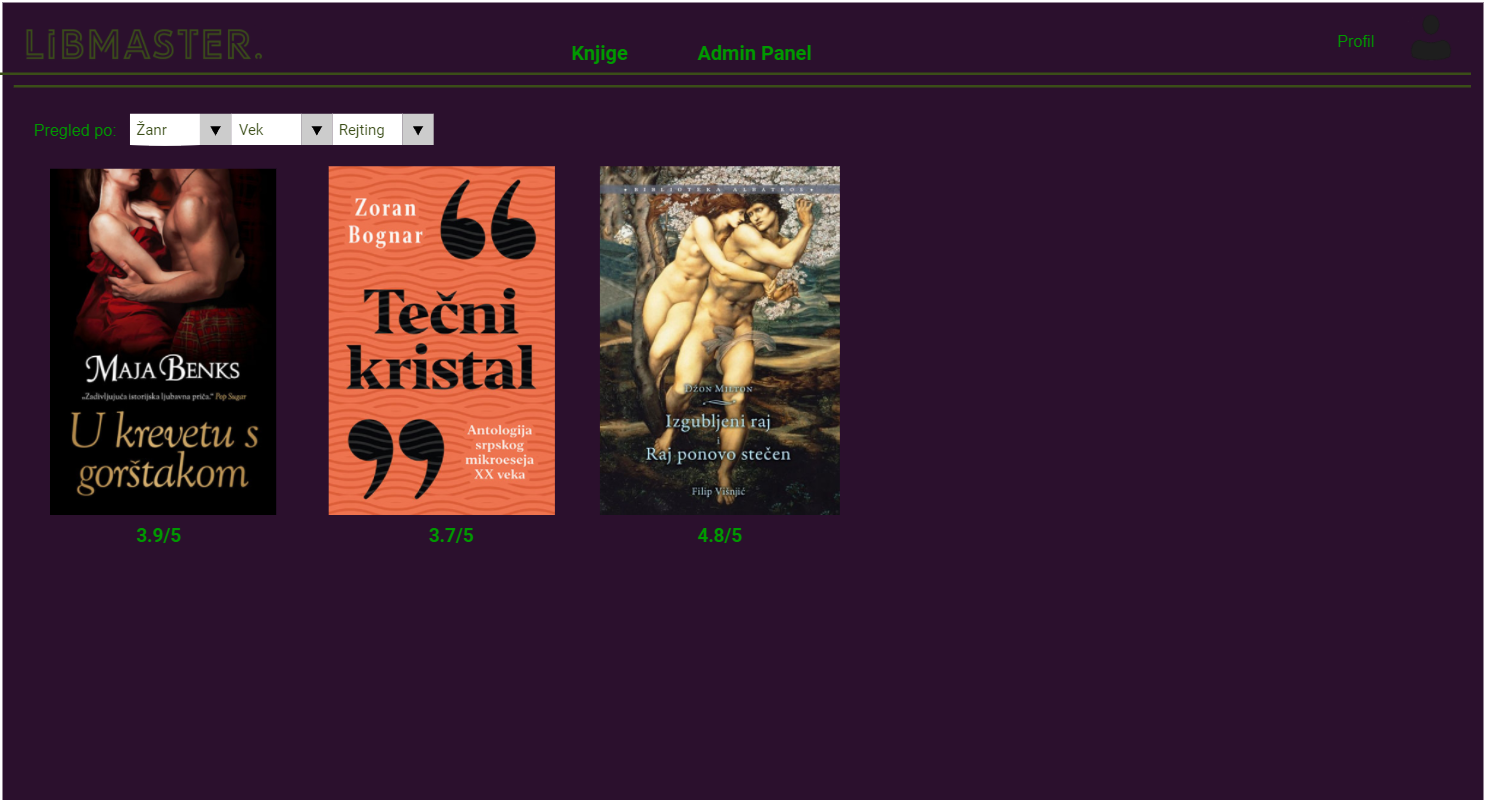 LiBMASTER.
Knjige
Admin Panel
Profil
Pregled po:
Žanr
Vek
Rejting
MAJA BENKS
„Zadivljujuća istorijska ljubavna priča.“ Pop Sugar
U krevetu s
gorštakom
3.9/5
Zoran
Bognar
“
Tečni
kristal
”
Antologija
srpskog
mikroeseja
XX veka
3.7/5
BIBLIOTEKA ALBATROS
DŽON MILTON
Izgubljeni raj
i
Raj ponovo stečen
Filip Višnjić
4.8/5